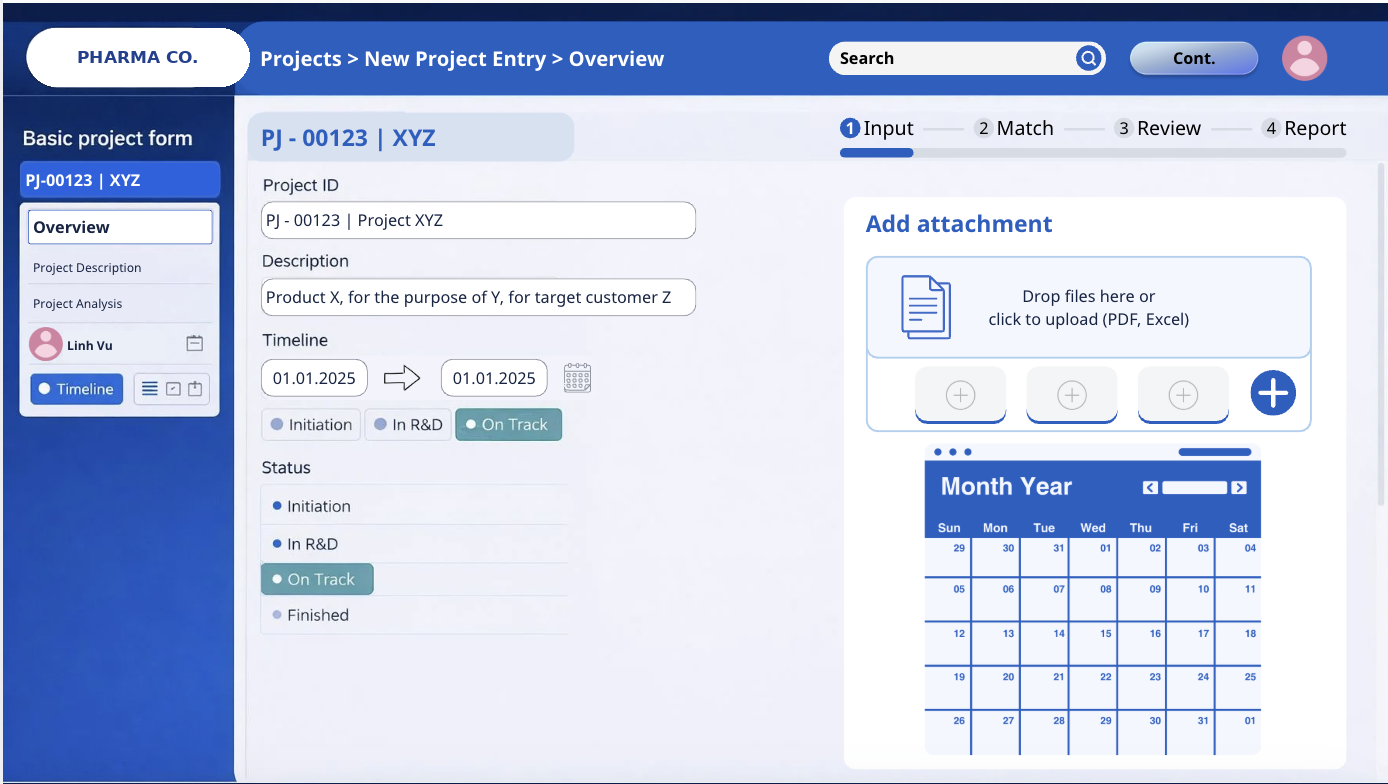 PHARMA CO.
Projects > New Project Entry > Overview
Search
Cont.
Basic project form
PJ-00123 | XYZ
Overview
Project Description
Project Analysis
Linh Vu
Timeline
PJ - 00123 | XYZ
1 Input
2 Match
3 Review
4 Report
Project ID
PJ - 00123 | Project XYZ
Description
Product X, for the purpose of Y, for target customer Z
Timeline
01.01.2025
01.01.2025
Initiation
In R&D
On Track
Status
Initiation
In R&D
On Track
Finished
Add attachment
Drop files here or
click to upload (PDF, Excel)
Month Year
Sun Mon Tue Wed Thu Fri Sat
29 30 31 01 02 03 04
05 06 07 08 09 10 11
12 13 14 15 16 17 18
19 20 21 22 23 24 25
26 27 28 29 30 31 01